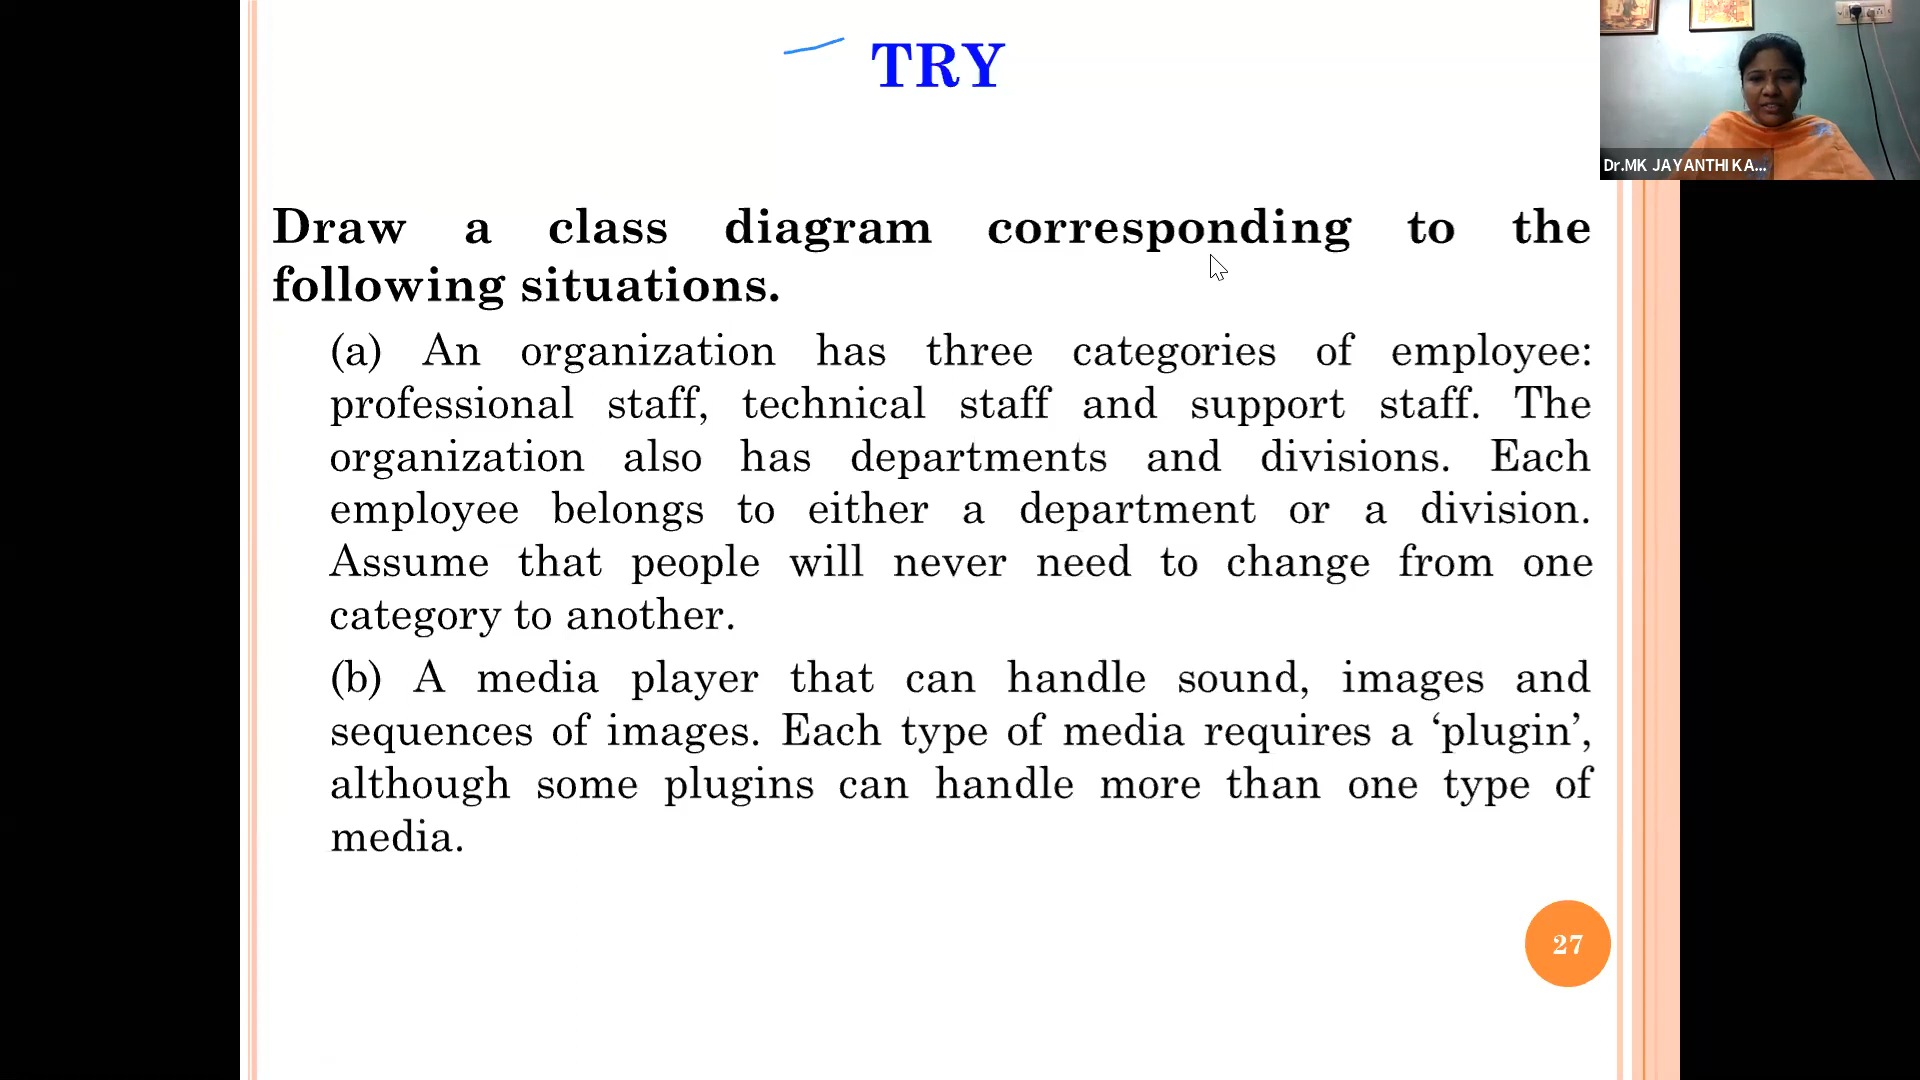 TRY
Draw a class diagram corresponding to the
following situations.
(a) An organization has three categories of employee:
professional staff, technical staff and support staff. The
organization also has departments and divisions. Each
employee belongs to either a department or a division.
Assume that people will never need to change from one
category to another.
(b) A media player that can handle sound, images and
sequences of images. Each type of media requires a ‘plugin’,
although some plugins can handle more than one type of
media.
27
Dr.MK JAYANTHI KA...